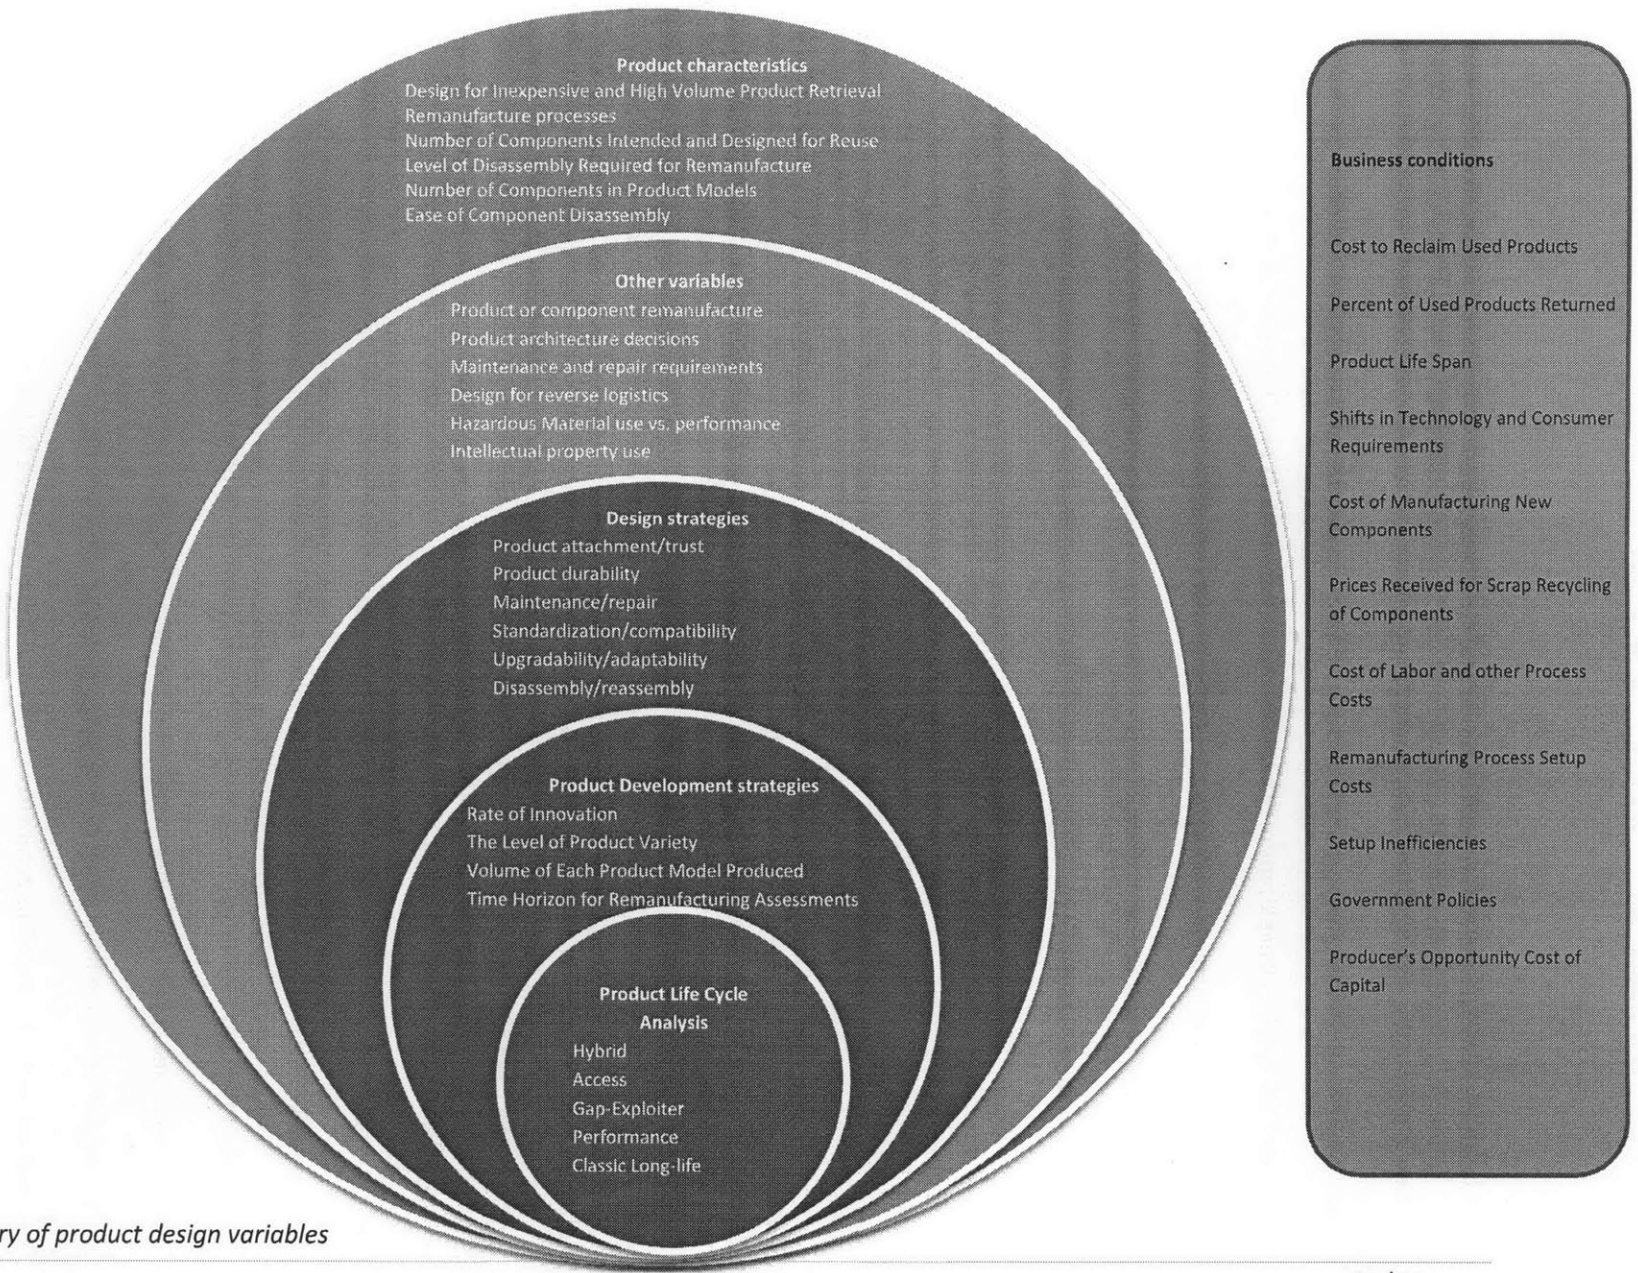 Product characteristics
Design for Inexpensive and High Volume Product Retrieval
Remanufacture processes
Number of Components Intended and Designed for Reuse
Level of Disassembly Required for Remanufacture
Number of Components in Product Models
Ease of Component Disassembly
Other variables
Product or component remanufacture
Product architecture decisions
Maintenance and repair requirements
Design for reverse logistics
Hazardous Material use vs. performance
Intellectual property use
Design strategies
Product attachment/trust
Product durability
Maintenance/repair
Standardization/compatibility
Upgradability/adaptability
Disassembly/reassembly
Product Development strategies
Rate of Innovation
The Level of Product Variety
Volume of Each Product Model Produced
Time Horizon for Remanufacturing Assessments
Product Life Cycle
Analysis
Hybrid
Access
Gap-Exploiter
Performance
Classic Long-life
Business conditions
Cost to Reclaim Used Products
Percent of Used Products Returned
Product Life Span
Shifts in Technology and Consumer
Requirements
Cost of Manufacturing New
Components
Prices Received for Scrap Recycling
of Components
Cost of Labor and other Process
Costs
Remanufacturing Process Setup
Costs
Setup Inefficiencies
Government Policies
Producer's Opportunity Cost of
Capital
ry of product design variables